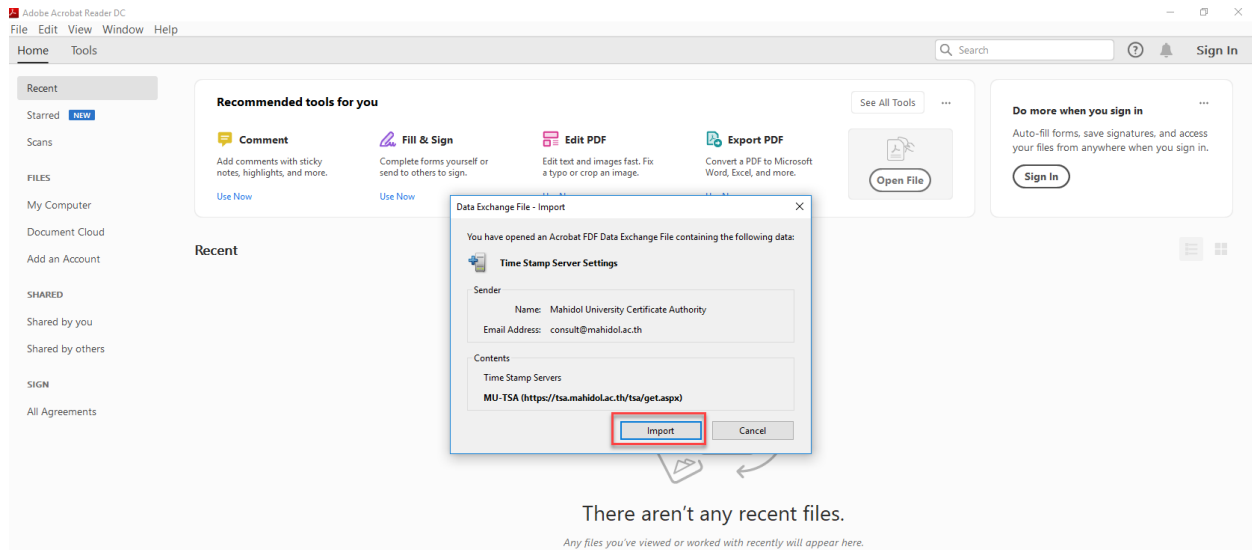 Adobe Acrobat Reader DC
File Edit View Window Help
Home Tools
Search
Sign In
Recent
Starred NEW
Scans
FILES
My Computer
Document Cloud
Add an Account
SHARED
Shared by you
Shared by others
SIGN
All Agreements
Recommended tools for you
See All Tools
Comment
Add comments with sticky
notes, highlights, and more.
Use Now
Fill & Sign
Complete forms yourself or
send to others to sign.
Use Now
Edit PDF
Edit text and images fast. Fix
a typo or crop an image.
Export PDF
Convert a PDF to Microsoft
Word, Excel, and more.
Open File
Do more when you sign in
Auto-fill forms, save signatures, and access
your files from anywhere when you sign in.
Sign In
Recent
Data Exchange File - Import
You have opened an Acrobat FDF Data Exchange File containing the following data:
Time Stamp Server Settings
Sender
Name: Mahidol University Certificate Authority
Email Address: consult@mahidol.ac.th
Contents
Time Stamp Servers
MU-TSA (https://tsa.mahidol.ac.th/tsa/get.aspx)
Import Cancel
There aren't any recent files.
Any files you've viewed or worked with recently will appear here.